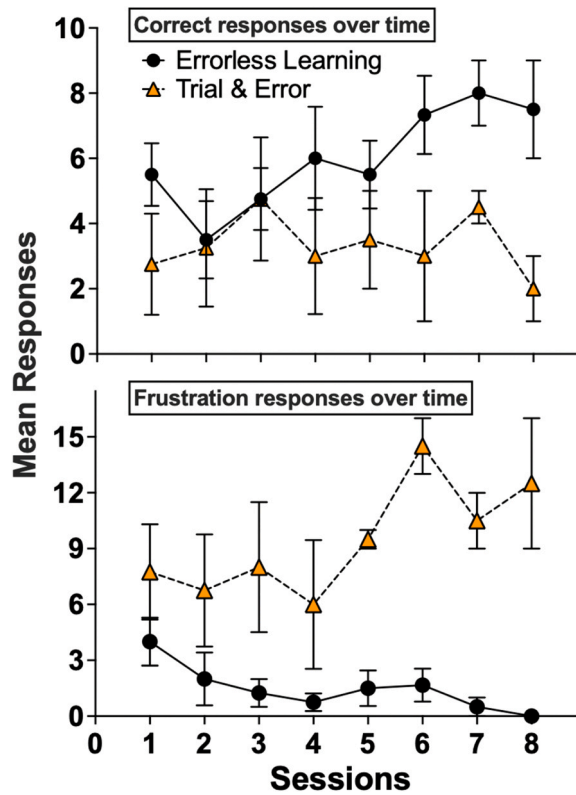 Correct responses over time
Errorless Learning
Trial & Error
10
8
6
4
2
0
Mean Responses
Frustration responses over time
15
12
9
6
3
0
0 1 2 3 4 5 6 7 8
Sessions